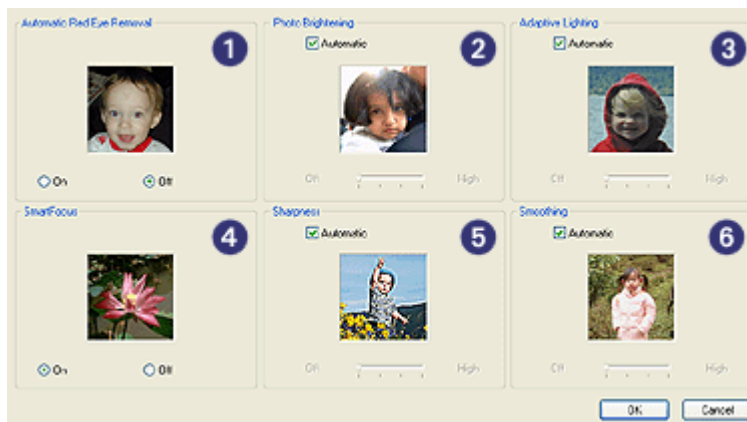 Automatic Red Eye Removal
1
On Off
Photo Brightening
Automatic
2
Off High
Adaptive Lighting
Automatic
3
Off High
SmartFocus
4
On Off
Sharpness
Automatic
5
Off High
Smoothing
Automatic
6
Off High
OK Cancel